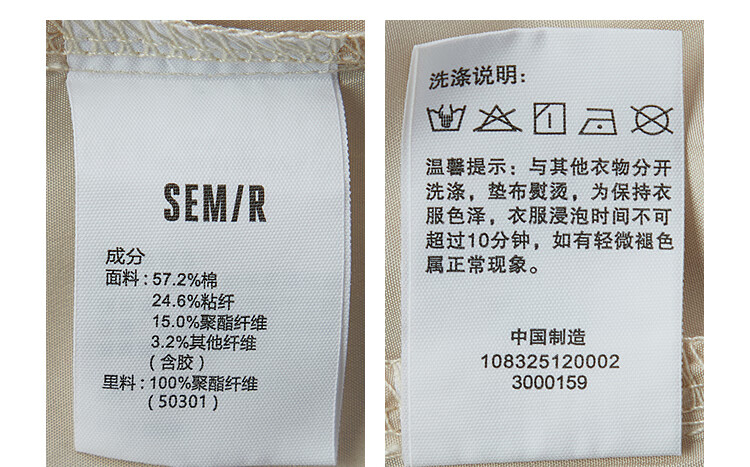 SEM/R
成分
面料:57.2%棉
24.6%粘纤
15.0%聚酯纤维
3.2%其他纤维
(含胶)
里料:100%聚酯纤维
(50301)
洗涤说明:
温馨提示:与其他衣物分开
洗涤,垫布熨烫,为保持衣
服色泽,衣服浸泡时间不可
超过10分钟,如有轻微褪色
属正常现象。
中国制造
108325120002
3000159